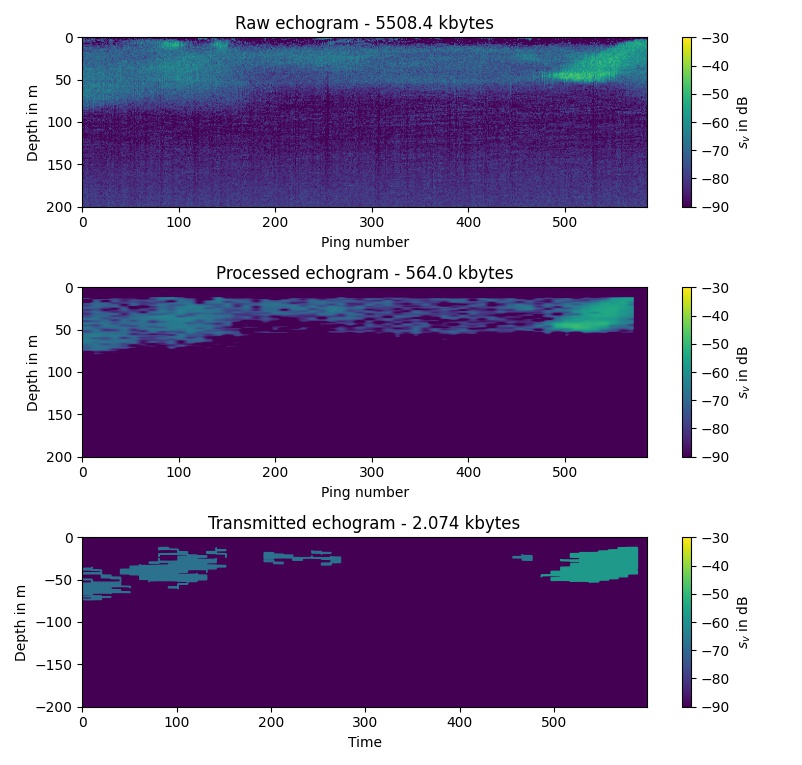 Raw echogram - 5508.4 kbytes
0
50
100
150
200
Depth in m
0 100 200 300 400 500
Ping number
−30
−40
−50
−60
−70
−80
−90
sv in dB
Processed echogram - 564.0 kbytes
0
50
100
150
200
Depth in m
0 100 200 300 400 500
Ping number
−30
−40
−50
−60
−70
−80
−90
sv in dB
Transmitted echogram - 2.074 kbytes
0
−50
−100
−150
−200
Depth in m
0 100 200 300 400 500
Time
−30
−40
−50
−60
−70
−80
−90
sv in dB